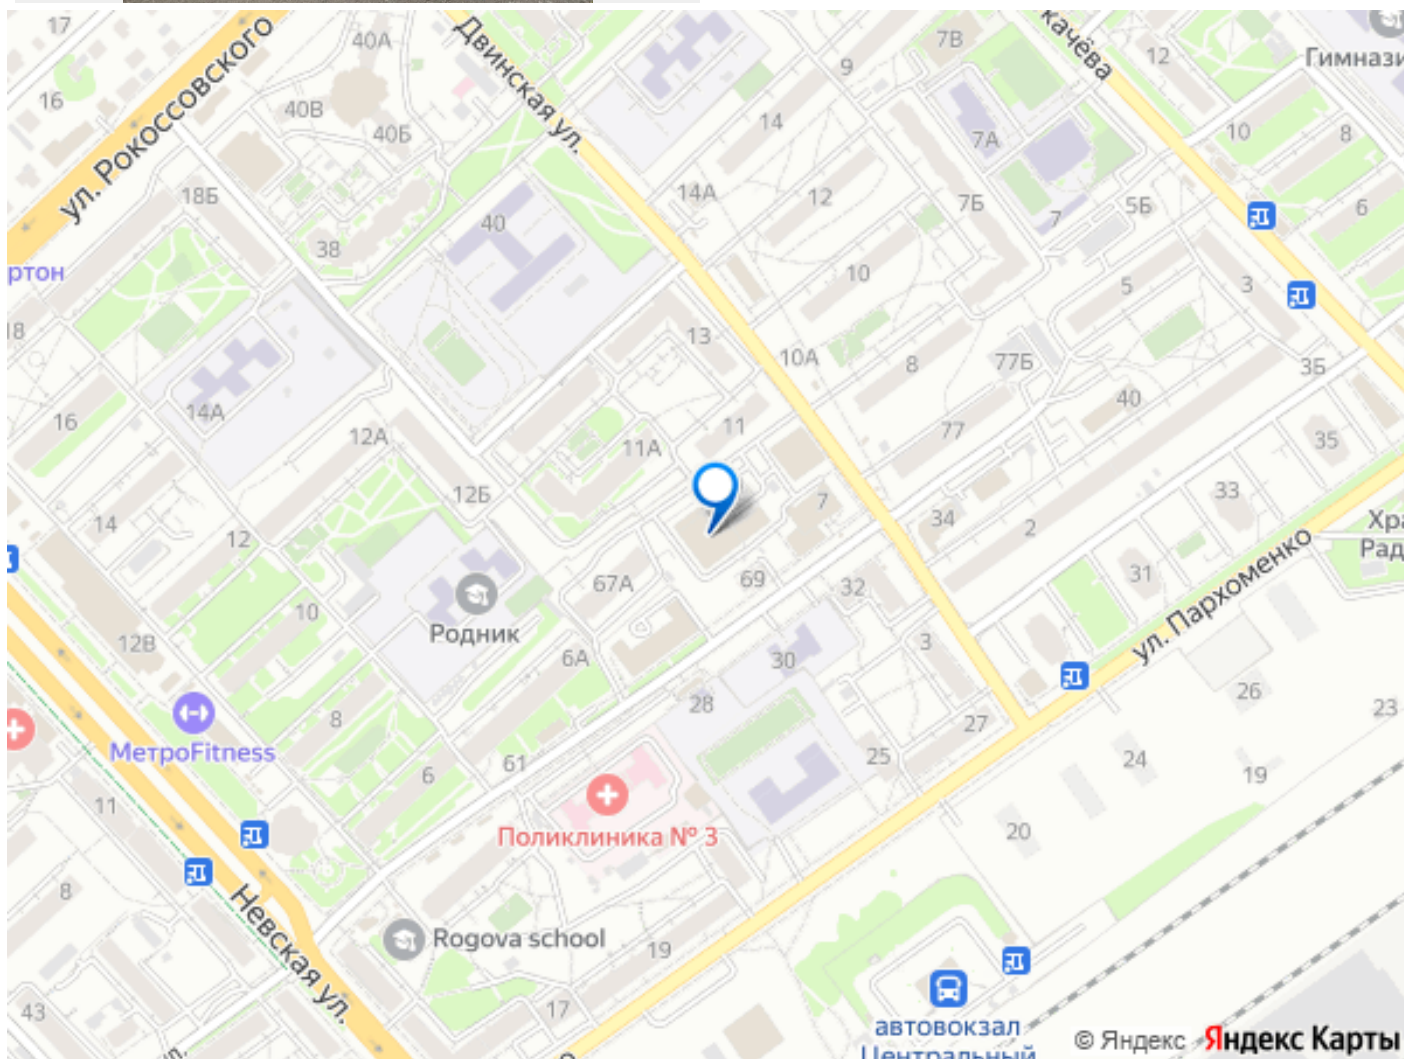 17
40А
Двинская ул.
7В
качёва
12
Гимнази
ул. Рокоссовского
16
40В
40Б
9
14
7А
10
8
18Б
14А
12
7Б
5Б
7
6
38
40
ртон
10
5
3
18
13
10А
8
77Б
3Б
14А
16
12А
11
77
40
35
11А
12Б
7
33
14
12
34
2
Хра
Рад
67А
69
32
31
ул. Пархоменко
10
Родник
12В
6А
30
3
26
28
23
8
27
МетроFitness
61
6
25
24
19
11
Поликлиника № 3
20
8
Невская ул.
Rogova school
19
43
17
автовокзал
Центральный
© Яндекс
Яндекс Карты